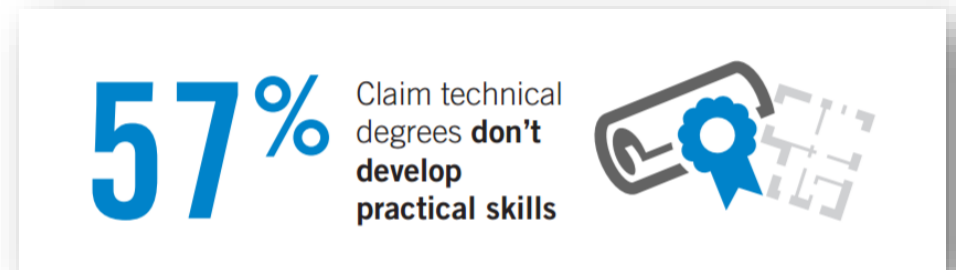 57%
Claim technical
degrees don't
develop
practical skills